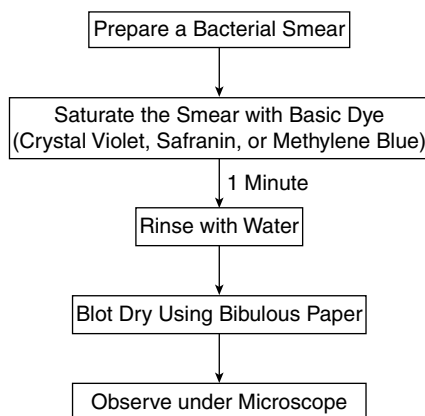 Prepare a Bacterial Smear
Saturate the Smear with Basic Dye
(Crystal Violet, Safranin, or Methylene Blue)
1 Minute
Rinse with Water
Blot Dry Using Bibulous Paper
Observe under Microscope